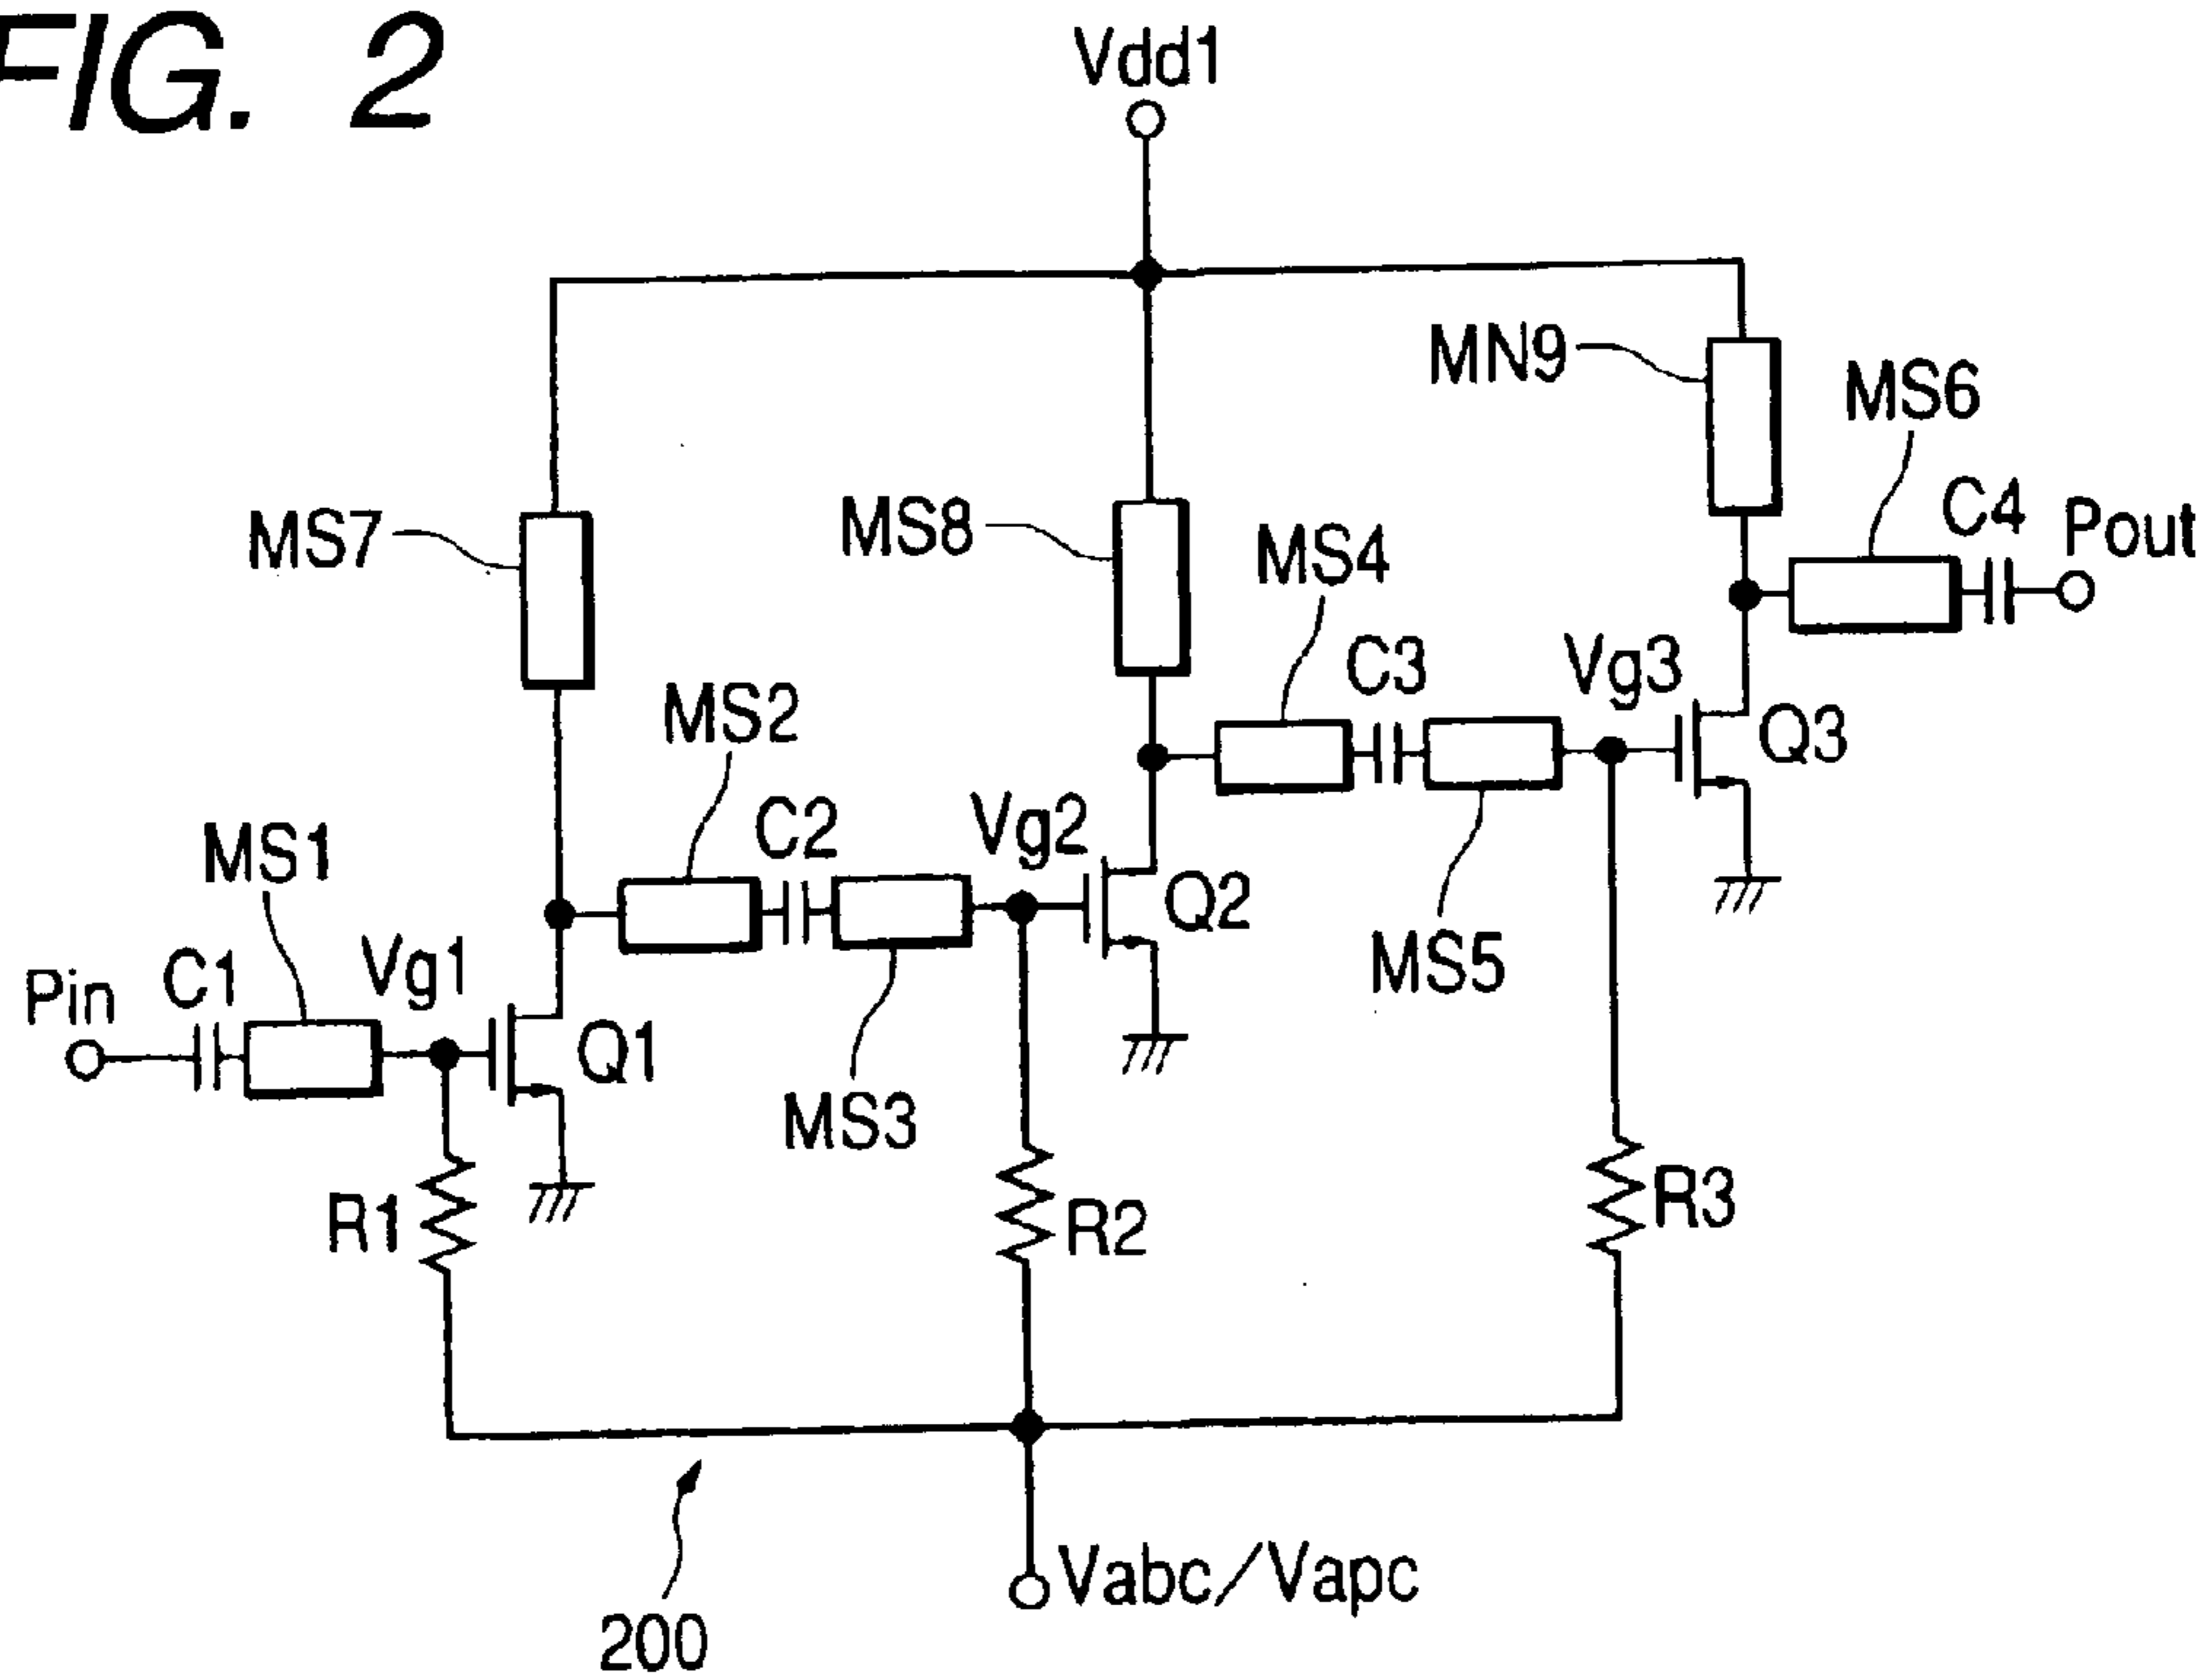 FIG. 2
Vdd1
MN9
MS6
MS7
MS8
MS4
C4
Pout
C3
Vg3
MS2
Q3
MS1
C2
Vg2
Q2
MS5
Pin
C1
Vg1
Q1
MS3
R1
R2
R3
Vabc/Vapc
200